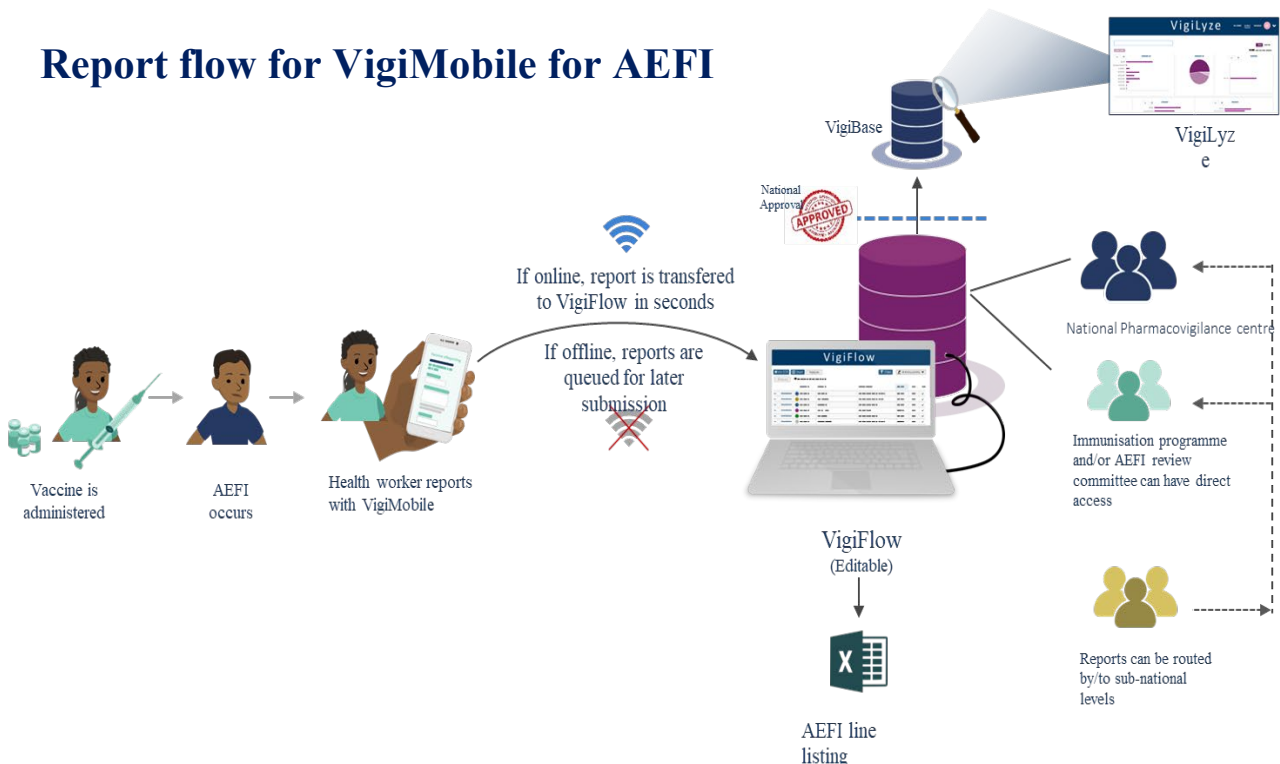 Report flow for VigiMobile for AEFI
VigiLyze
VigiBase
VigiLyz
e
National
Approval
APPROVED
If online, report is transfered
to VigiFlow in seconds
If offline, reports are
queued for later
submission
VigiFlow
National Pharmacovigilance centre
Vaccine is
administered
AEFI
occurs
Health worker reports
with VigiMobile
Immunisation programme
and/or AEFI review
committee can have direct
access
VigiFlow
(Editable)
X
Reports can be routed
by/to sub-national
levels
AEFI line
listing